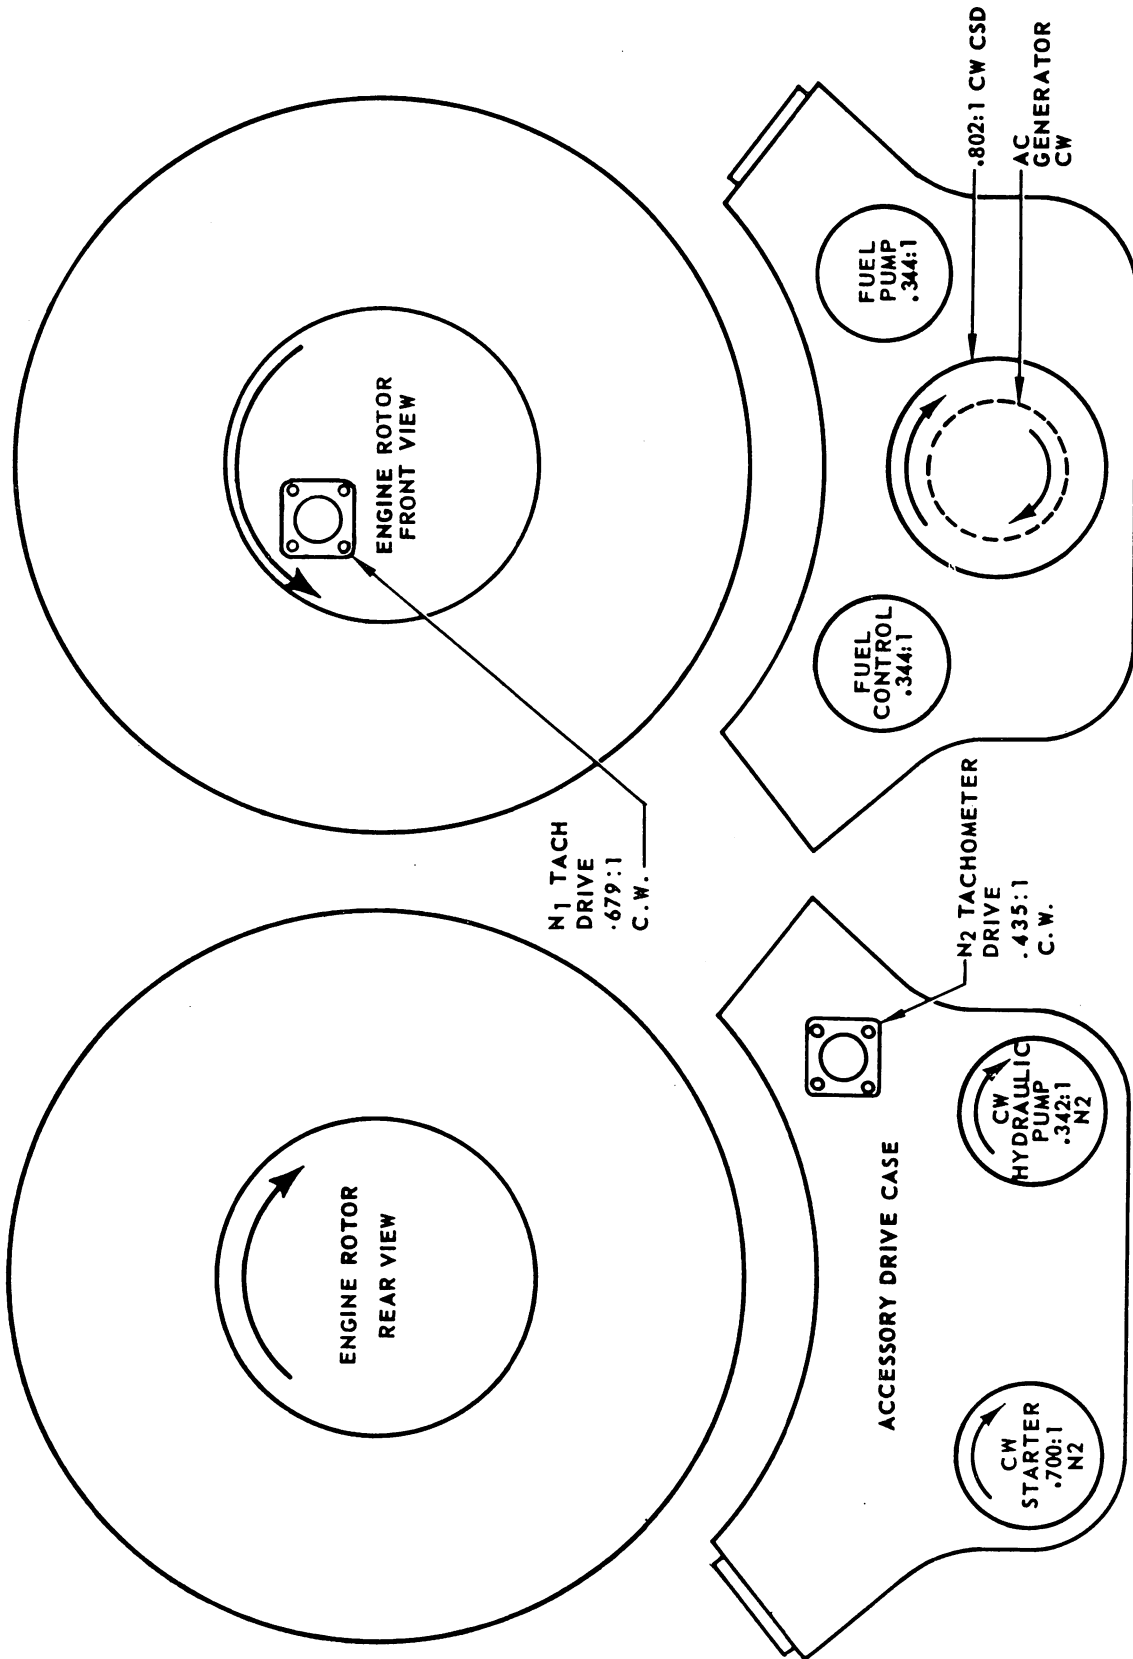 ENGINE ROTOR
REAR VIEW
ACCESSORY DRIVE CASE
CW
STARTER
.700:1
N2
CW
HYDRAULIC
PUMP
.342:1
N2
N2 TACHOMETER
DRIVE
.435:1
C.W.
N1 TACH
DRIVE
.679:1
C.W.
ENGINE ROTOR
FRONT VIEW
FUEL
CONTROL
.344:1
FUEL
PUMP
.344:1
.802:1 CW CSD
AC
GENERATOR
CW